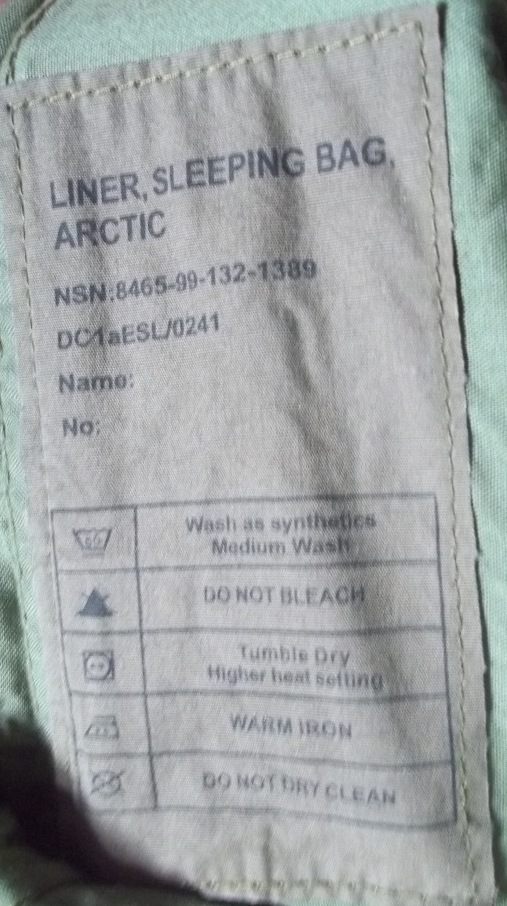 LINER, SLEEPING BAG,
ARCTIC
NSN:8465-99-132-1389
DC1aESL/0241
Name:
No:
Wash as synthetics
Medium Wash
DO NOT BLEACH
Tumble Dry
Higher heat setting
WARM IRON
DO NOT DRY CLEAN